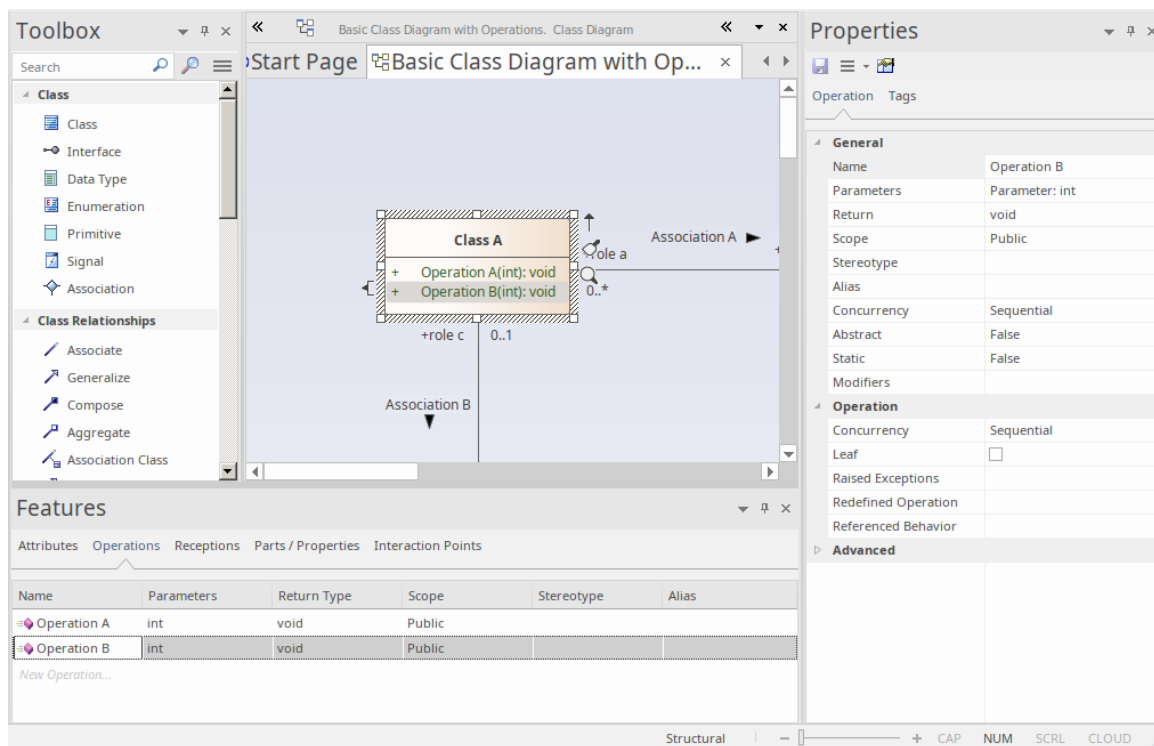 Toolbox
Search
Class
Class
Interface
Data Type
Enumeration
Primitive
Signal
Association
Class Relationships
Associate
Generalize
Compose
Aggregate
Association Class
Basic Class Diagram with Operations. Class Diagram
Start Page
Basic Class Diagram with Op...
Class A
+ Operation A(int): void
+ Operation B(int): void
Association A
role a
+
0..*
+role c 0..1
Association B
Features
Attributes Operations Receptions Parts / Properties Interaction Points
Name Parameters Return Type Scope Stereotype Alias
Operation A int void Public
Operation B int void Public
New Operation...
Properties
Operation Tags
General
Name Operation B
Parameters Parameter: int
Return void
Scope Public
Stereotype
Alias
Concurrency Sequential
Abstract False
Static False
Modifiers
Operation
Concurrency Sequential
Leaf
Raised Exceptions
Redefined Operation
Referenced Behavior
Advanced
Structural − + CAP NUM SCRL CLOUD